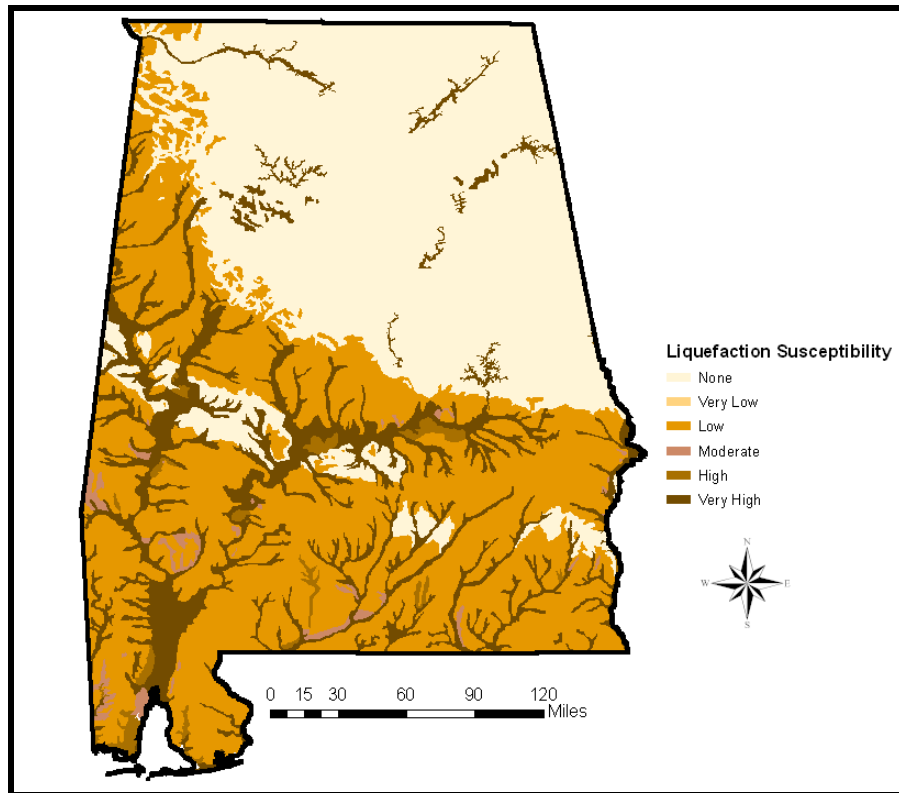 Liquefaction Susceptibility
None
Very Low
Low
Moderate
High
Very High
N
W E
S
0 15 30 60 90 120
Miles